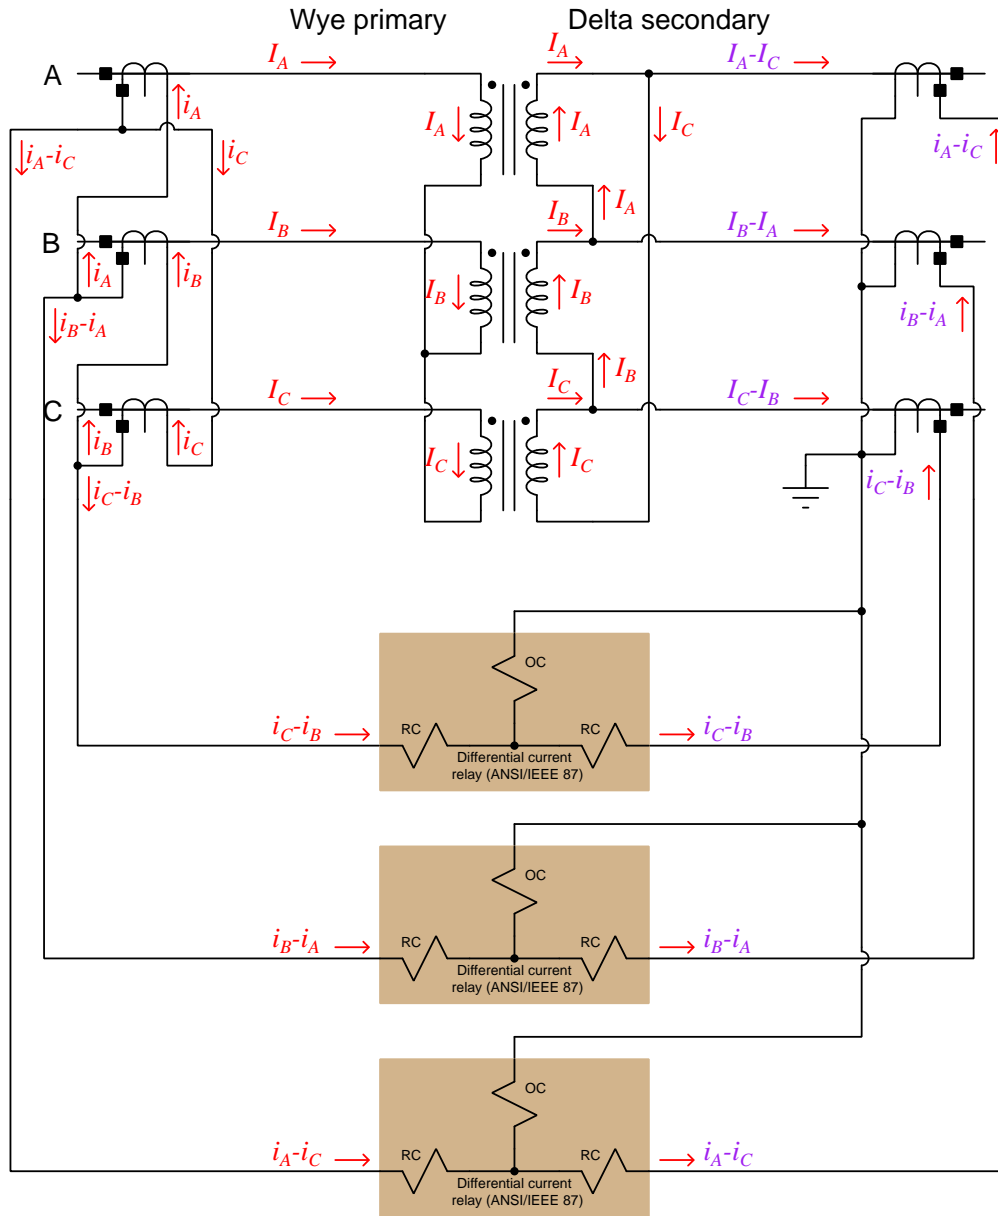 Wye primary
Delta secondary
A
I_A
I_A
I_A-I_C
i_A
I_A
I_A
I_C
i_A-i_C
i_C
i_A-i_C
I_A
B
I_B
I_B
I_B-I_A
i_A
i_B
I_B
I_B
i_B-i_A
i_B-i_A
I_B
C
I_C
I_C
I_C-I_B
i_B
i_C
I_C
I_C
i_C-i_B
i_C-i_B
OC
i_C-i_B
RC
RC
i_C-i_B
Differential current
relay (ANSI/IEEE 87)
OC
i_B-i_A
RC
RC
i_B-i_A
Differential current
relay (ANSI/IEEE 87)
OC
i_A-i_C
RC
RC
i_A-i_C
Differential current
relay (ANSI/IEEE 87)